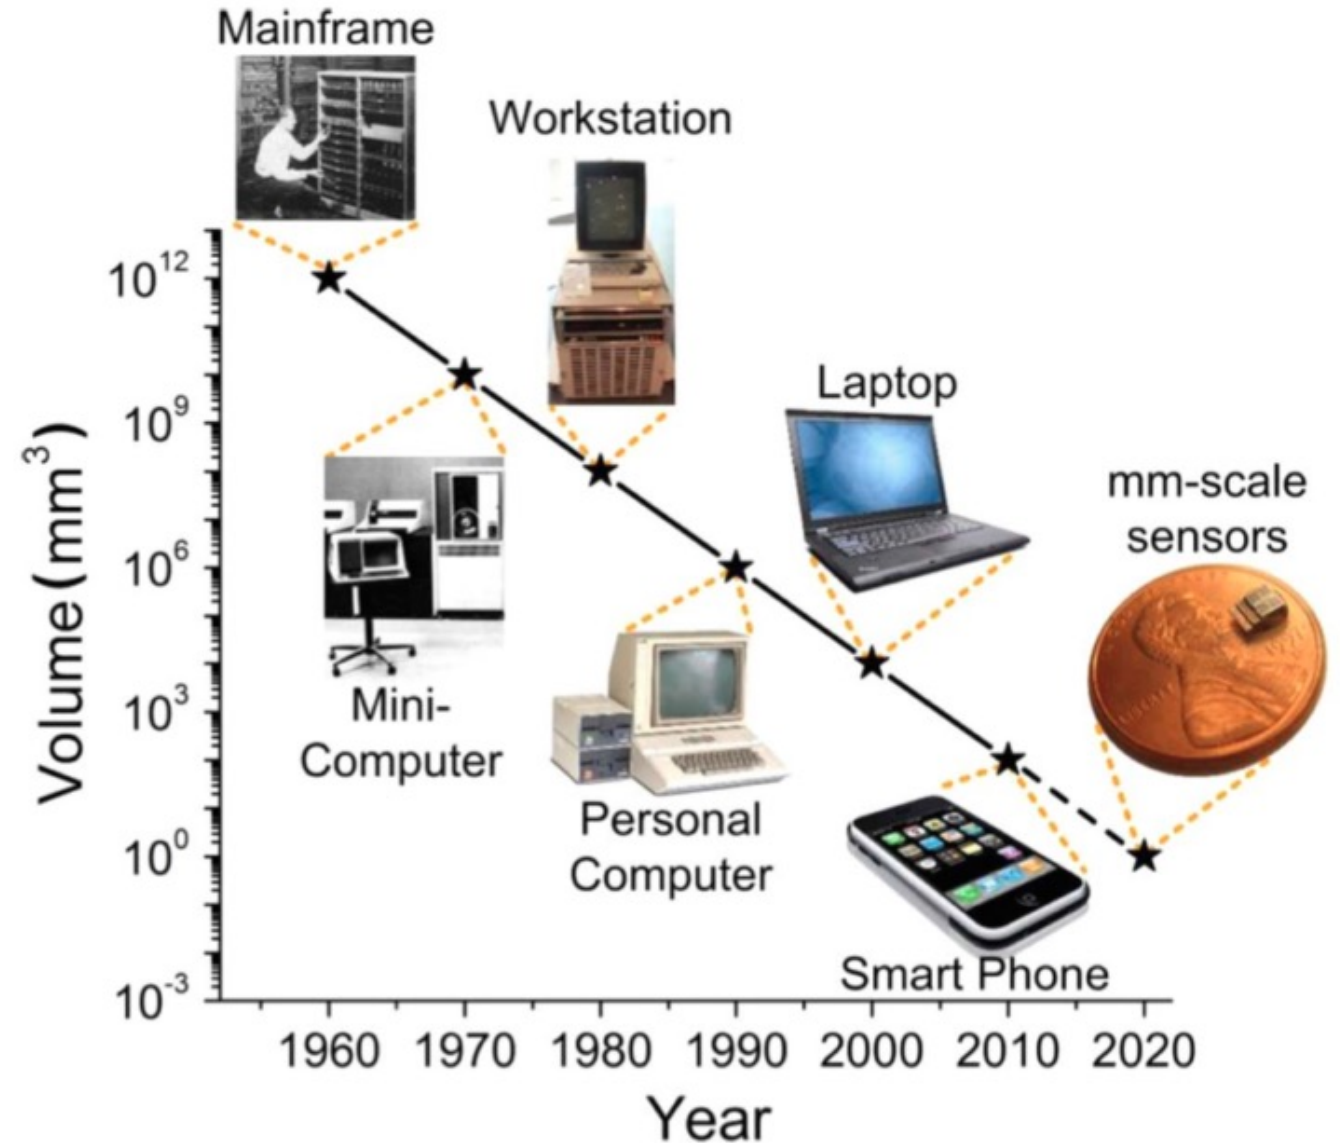 Mainframe
Workstation
Laptop
mm-scale
sensors
Mini-
Computer
Personal
Computer
Smart Phone
Volume (mm³)
10¹²
10⁹
10⁶
10³
10⁰
10⁻³
1960 1970 1980 1990 2000 2010 2020
Year